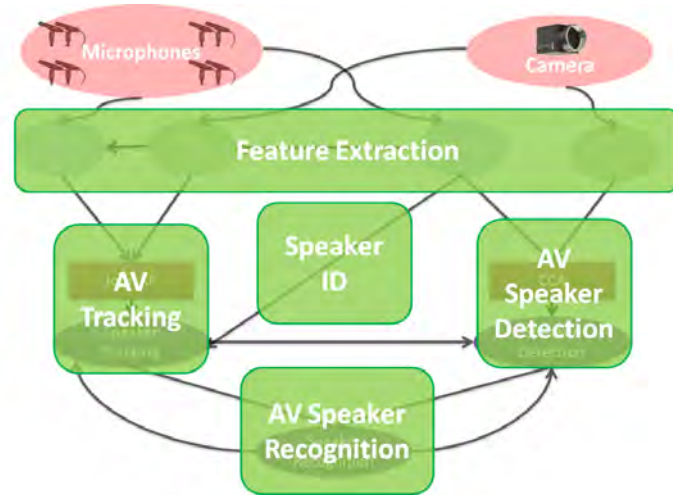 Microphones
Camera
Feature Extraction
Speaker
ID
AV
Tracking
AV
Speaker
Detection
AV Speaker
Recognition